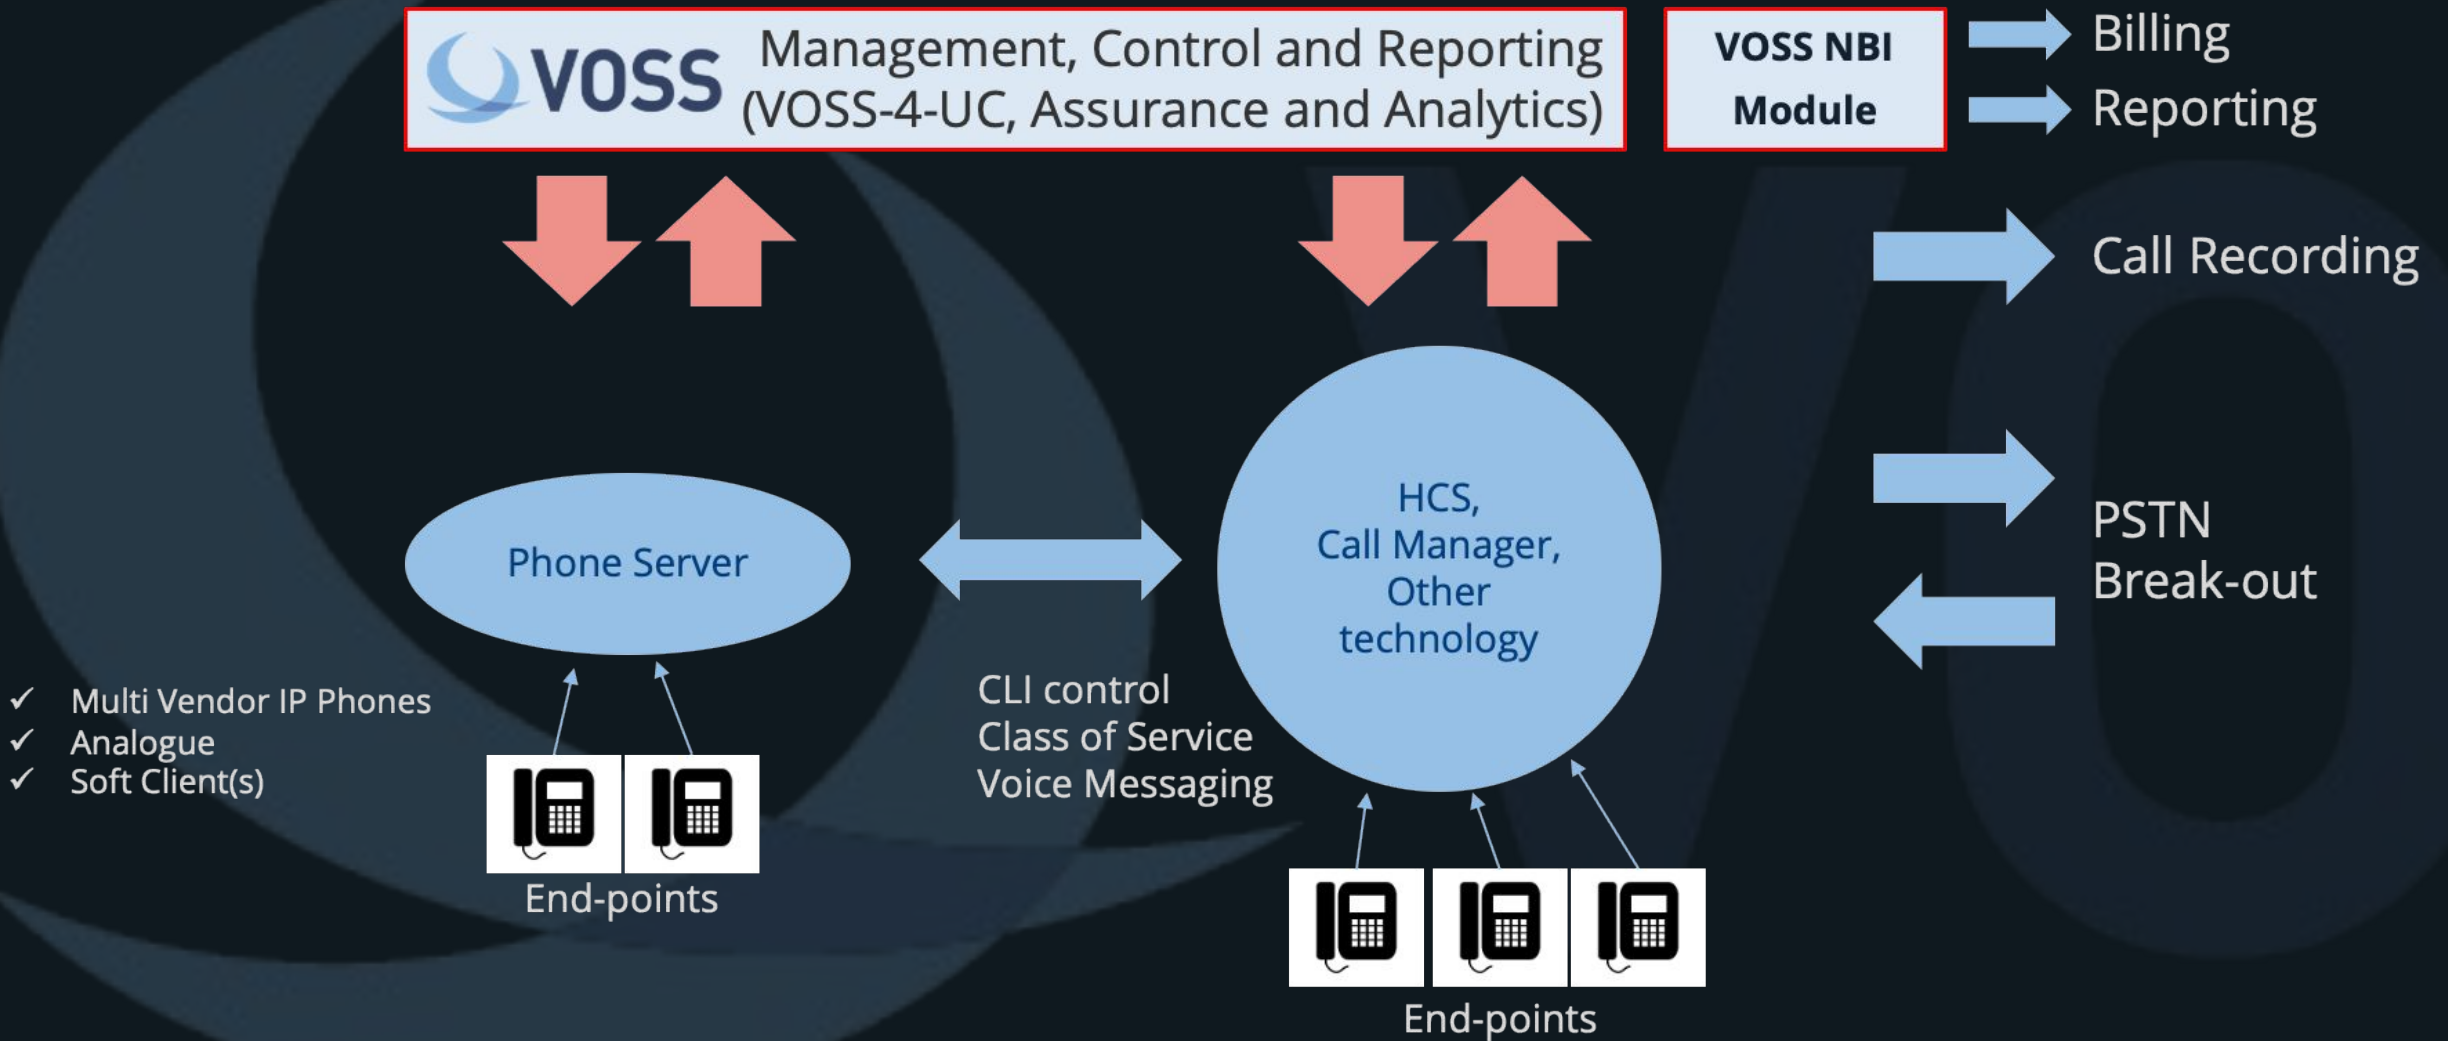 VOSS
Management, Control and Reporting
(VOSS-4-UC, Assurance and Analytics)
VOSS NBI
Module
Billing
Reporting
Call Recording
PSTN
Break-out
HCS,
Call Manager,
Other
technology
Phone Server
CLI control
Class of Service
Voice Messaging
✓ Multi Vendor IP Phones
✓ Analogue
✓ Soft Client(s)
End-points
End-points